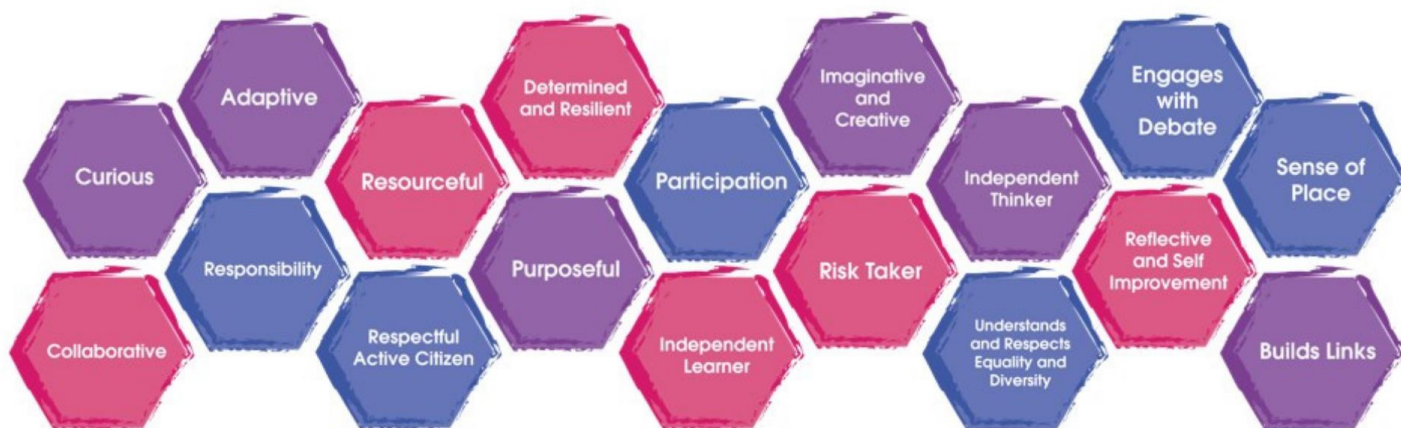 Curious
Adaptive
Collaborative
Responsibility
Resourceful
Respectful
Active Citizen
Determined
and Resilient
Purposeful
Participation
Independent
Learner
Imaginative
and
Creative
Risk Taker
Independent
Thinker
Understands
and Respects
Equality and
Diversity
Engages
with
Debate
Reflective
and Self
Improvement
Sense of
Place
Builds Links